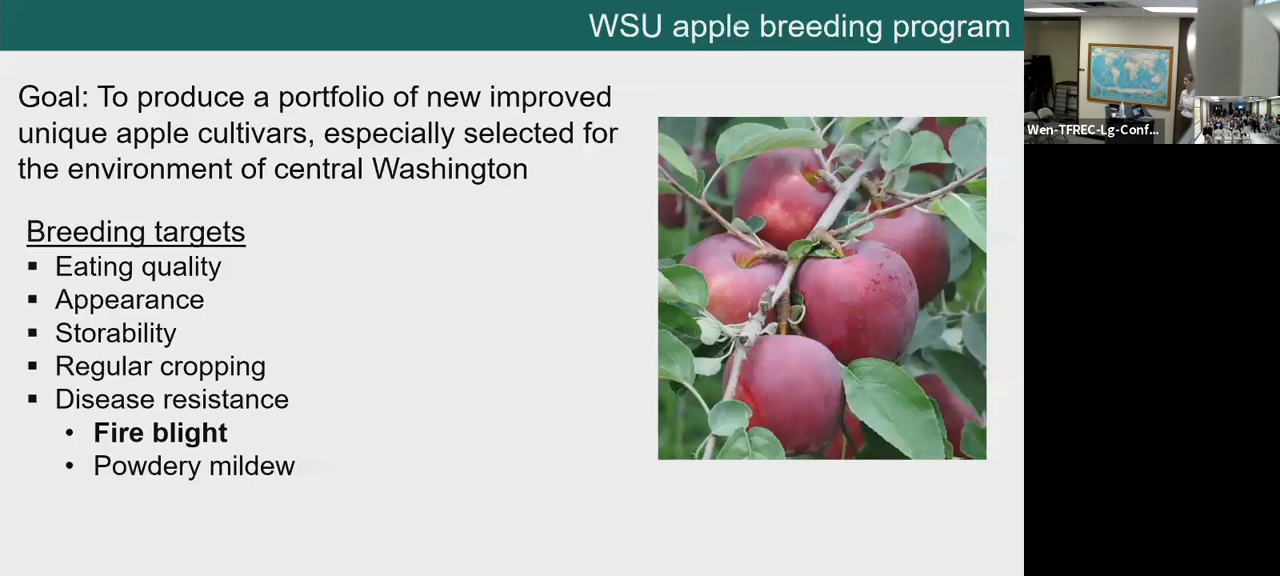 WSU apple breeding program
Goal: To produce a portfolio of new improved
unique apple cultivars, especially selected for
the environment of central Washington
Breeding targets
▪ Eating quality
▪ Appearance
▪ Storability
▪ Regular cropping
▪ Disease resistance
• Fire blight
• Powdery mildew
Wen-TFREC-Lg-Conf...